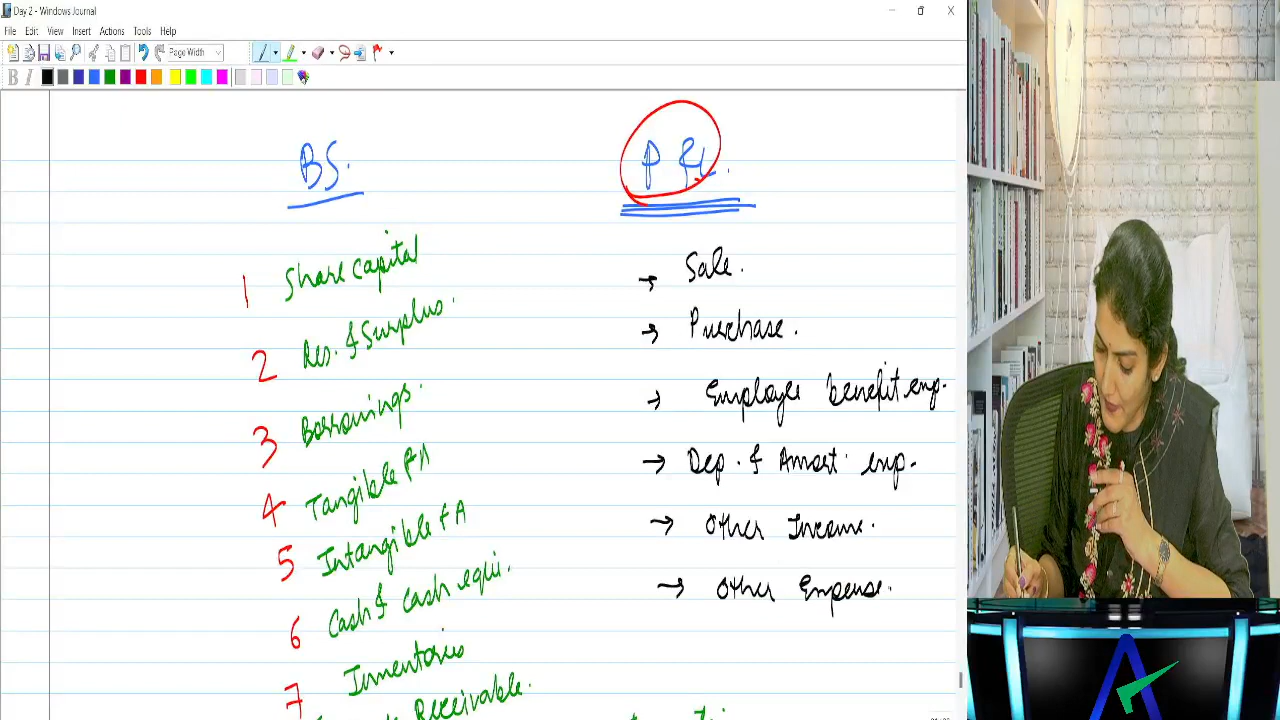 Day 2 - Windows Journal
File Edit View Insert Actions Tools Help
Page Width
B I
BS.
1 Share capital
2 Res. & Surplus.
3 Borrowings.
4 Tangible FA
5 Intangible FA
6 Cash & Cash equi.
7 Inventories
Receivable.
P & L.
→ Sale.
→ Purchase.
→ Employee benefit exp.
→ Dep. & Amort. exp.
→ Other Income.
→ Other Expense.